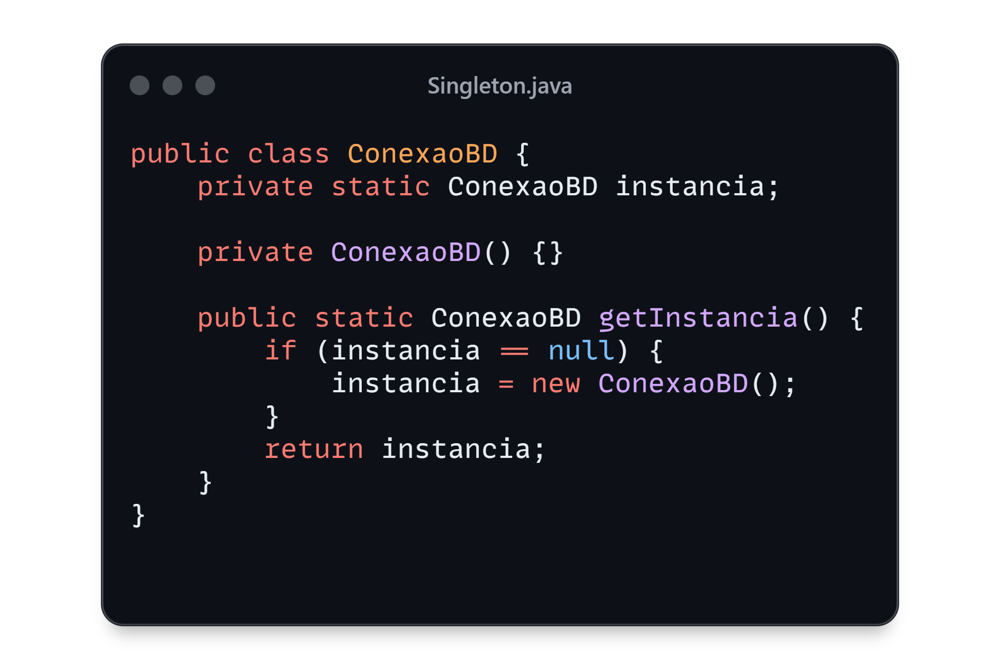 Singleton.java
public class ConexaoBD {
    private static ConexaoBD instancia;

    private ConexaoBD() {}

    public static ConexaoBD getInstancia() {
        if (instancia == null) {
            instancia = new ConexaoBD();
        }
        return instancia;
    }
}